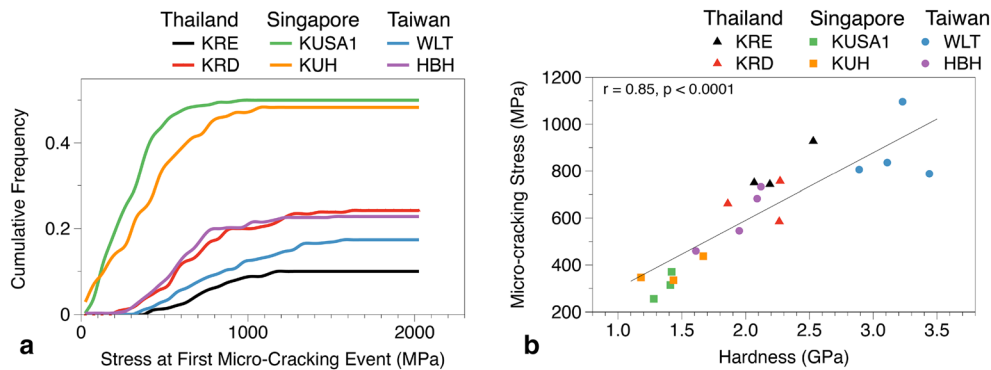 Thailand Singapore Taiwan
KRE KUSA1 WLT
KRD KUH HBH
Cumulative Frequency
0.4
0.2
0
0 1000 2000
Stress at First Micro-Cracking Event (MPa)
a
Thailand Singapore Taiwan
KRE KUSA1 WLT
KRD KUH HBH
r = 0.85, p < 0.0001
Micro-cracking Stress (MPa)
1200
1000
800
600
400
200
1.0 1.5 2.0 2.5 3.0 3.5
Hardness (GPa)
b